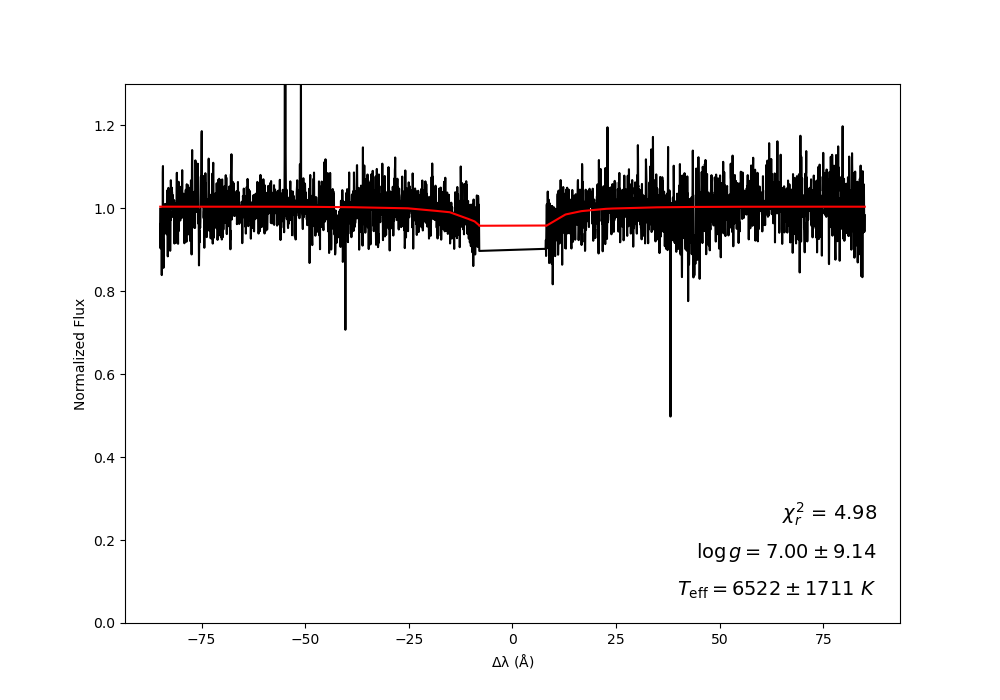 1.2
1.0
0.8
0.6
0.4
0.2
0.0
Normalized Flux
χ²ᵣ = 4.98
log g = 7.00 ± 9.14
T_eff = 6522 ± 1711 K
−75 −50 −25 0 25 50 75
Δλ (Å)